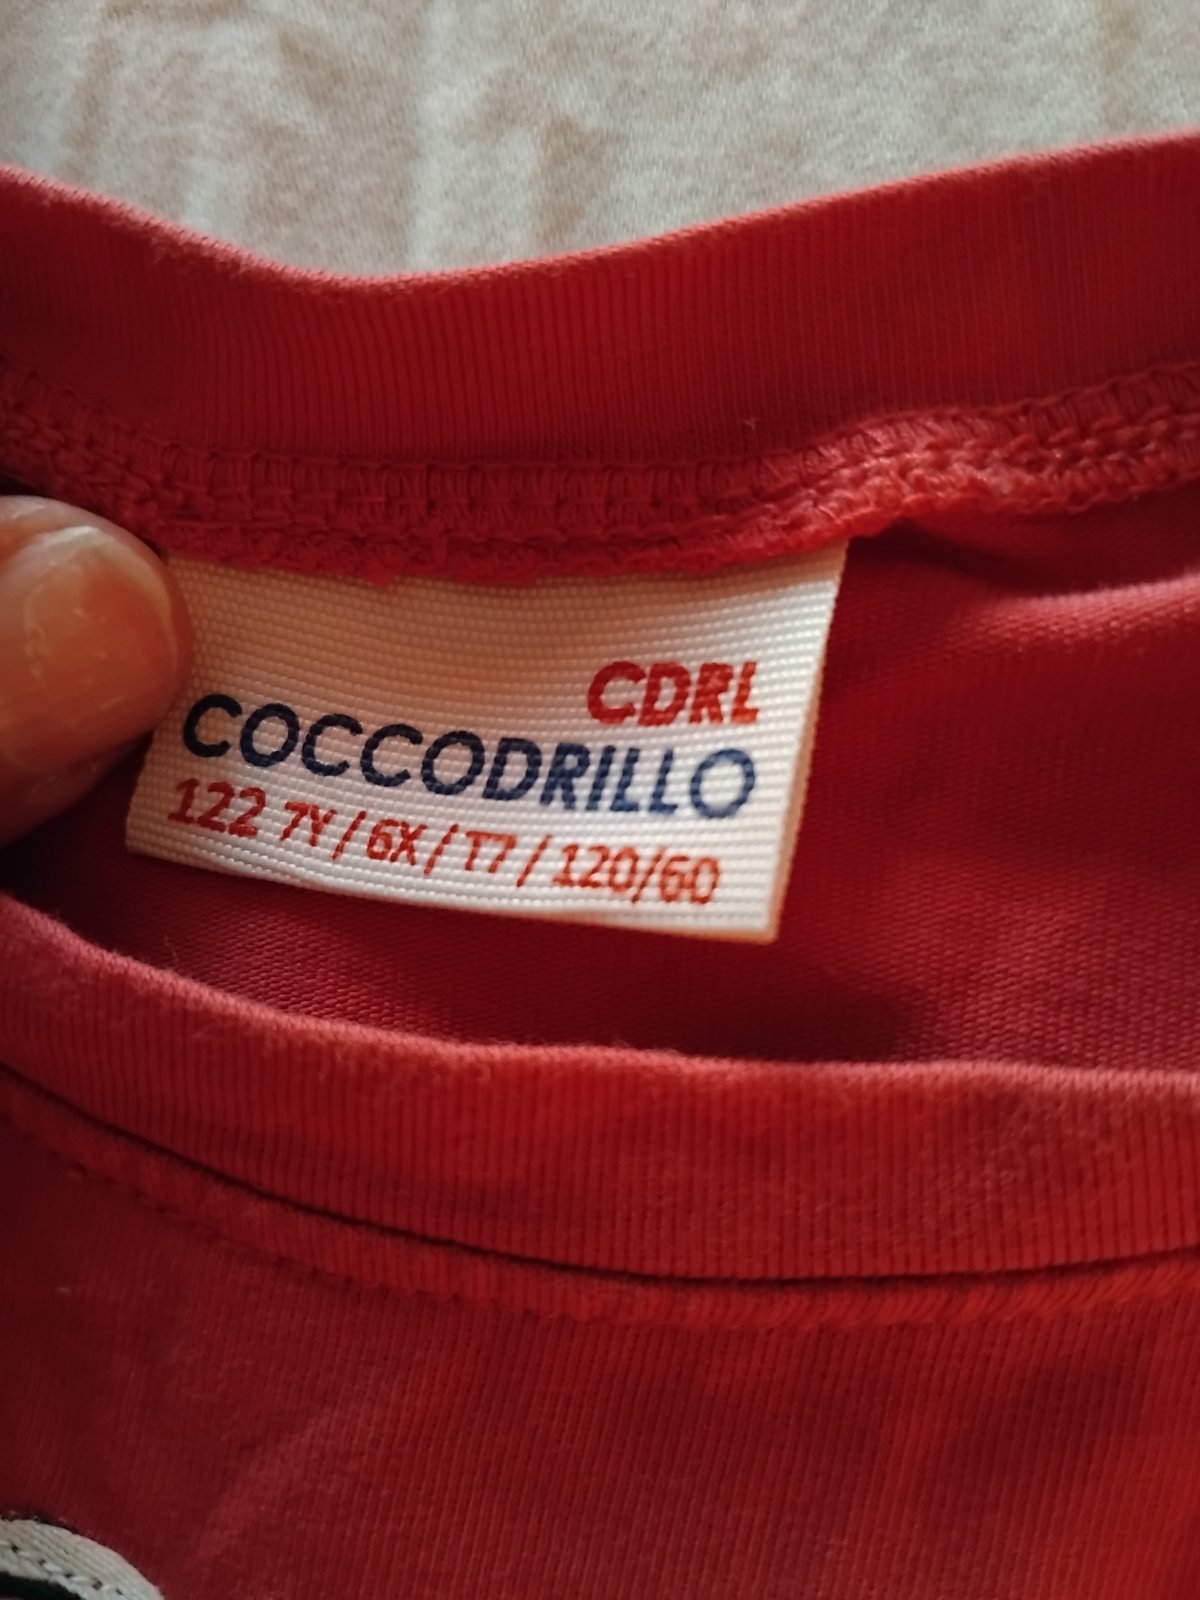 CDRL
COCCODRILLO
122 7Y / 6X / T7 / 120/60